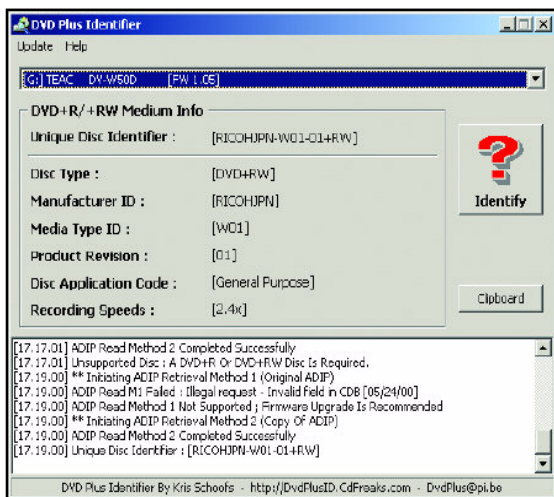 DVD Plus Identifier
Update Help
[G:] TEAC DV-W50D [FW 1.05]
DVD+R/+RW Medium Info
Unique Disc Identifier : [RICOHJPN-W01-01+RW]
Disc Type : [DVD+RW]
Manufacturer ID : [RICOHJPN]
Media Type ID : [W01]
Product Revision : [01]
Disc Application Code : [General Purpose]
Recording Speeds : [2.4x]
Identify
Clipboard
[17.17.01] ADIP Read Method 2 Completed Successfully
[17.17.01] Unsupported Disc : A DVD+R Or DVD+RW Disc Is Required.
[17.19.00] ** Initiating ADIP Retrieval Method 1 (Original ADIP)
[17.19.00] ADIP Read M1 Failed : Illegal request - Invalid field in CDB [05/24/00]
[17.19.00] ADIP Read Method 1 Not Supported ; Firmware Upgrade Is Recommended
[17.19.00] ** Initiating ADIP Retrieval Method 2 (Copy Of ADIP)
[17.19.00] ADIP Read Method 2 Completed Successfully
[17.19.00] Unique Disc Identifier : [RICOHJPN-W01-01+RW]
DVD Plus Identifier By Kris Schoofs - http://DvdPlusID.CdFreaks.com - DvdPlus@pi.be